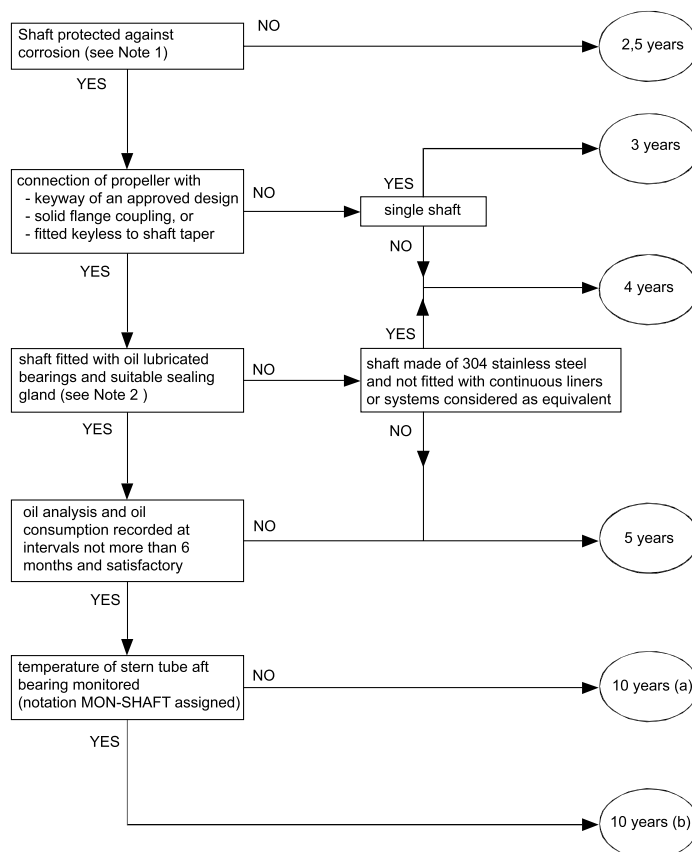 Shaft protected against
corrosion (see Note 1)
NO
2,5 years
YES
3 years
connection of propeller with
- keyway of an approved design
- solid flange coupling, or
- fitted keyless to shaft taper
NO
YES
single shaft
NO
YES
4 years
YES
shaft fitted with oil lubricated
bearings and suitable sealing
gland (see Note 2 )
NO
shaft made of 304 stainless steel
and not fitted with continuous liners
or systems considered as equivalent
YES
NO
oil analysis and oil
consumption recorded at
intervals not more than 6
months and satisfactory
NO
5 years
YES
temperature of stern tube aft
bearing monitored
(notation MON-SHAFT assigned)
NO
10 years (a)
YES
10 years (b)